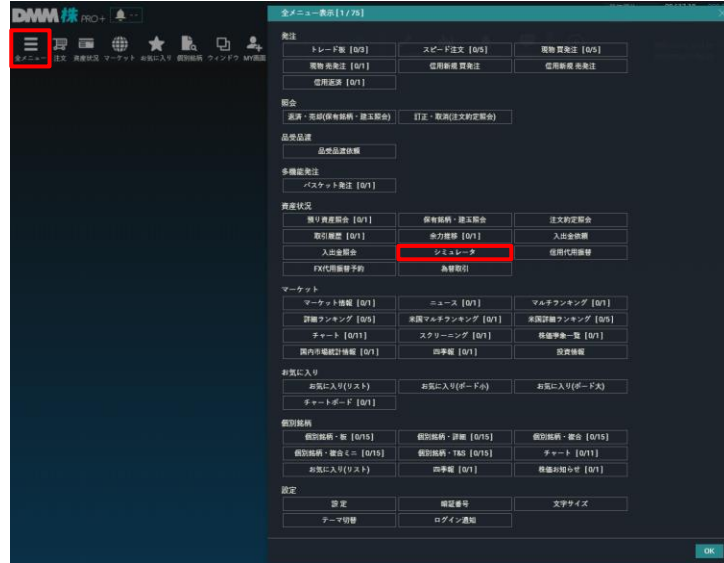 DMM 株 PRO+
全メニュー 注文 資産状況 マーケット お気に入り 個別銘柄 ウィンドウ MY画面
全メニュー表示 [1/75]
発注
トレード板 [0/3] スピード注文 [0/5] 現物 買発注 [0/5]
現物 売発注 [0/1] 信用新規 買発注 信用新規 売発注
信用返済 [0/1]
照会
返済・売却(保有銘柄・建玉照会) 訂正・取消(注文約定照会)
品受品渡
品受品渡依頼
多機能発注
バスケット発注 [0/1]
資産状況
預り資産照会 [0/1] 保有銘柄・建玉照会 注文約定照会
取引履歴 [0/1] 余力推移 [0/1] 入出金依頼
入出金照会 シミュレータ 信用代用振替
FX代用振替予約 為替取引
マーケット
マーケット情報 [0/1] ニュース [0/1] マルチランキング [0/1]
詳細ランキング [0/5] 米国マルチランキング [0/1] 米国詳細ランキング [0/5]
チャート [0/11] スクリーニング [0/1] 株価準象一覧 [0/1]
国内市場統計情報 [0/1] 四季報 [0/1] 投資情報
お気に入り
お気に入り(リスト) お気に入り(ボード小) お気に入り(ボード大)
チャートボード [0/1]
個別銘柄
個別銘柄・板 [0/15] 個別銘柄・詳細 [0/15] 個別銘柄・複合 [0/15]
個別銘柄・複合ミニ [0/15] 個別銘柄・T&S [0/15] チャート [0/11]
お気に入り(リスト) 四季報 [0/1] 株価お知らせ [0/1]
設定
設定 暗証番号 文字サイズ
テーマ切替 ログイン通知
OK